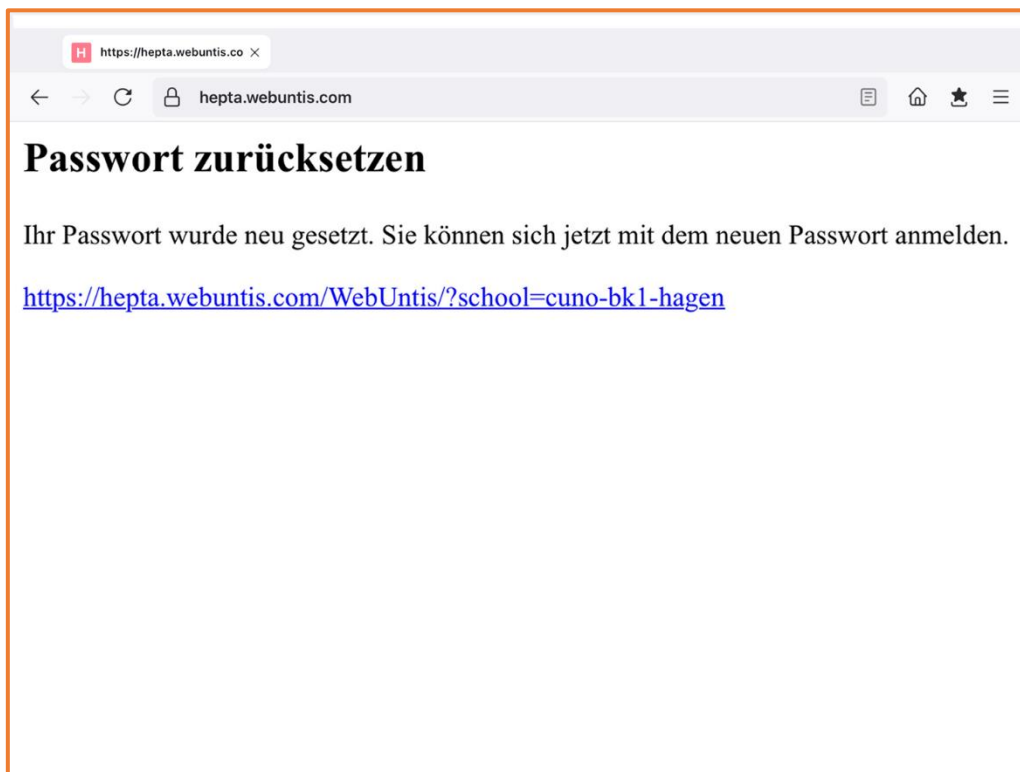 H https://hepta.webuntis.co
hepta.webuntis.com
Passwort zurücksetzen
Ihr Passwort wurde neu gesetzt. Sie können sich jetzt mit dem neuen Passwort anmelden.
https://hepta.webuntis.com/WebUntis/?school=cuno-bk1-hagen